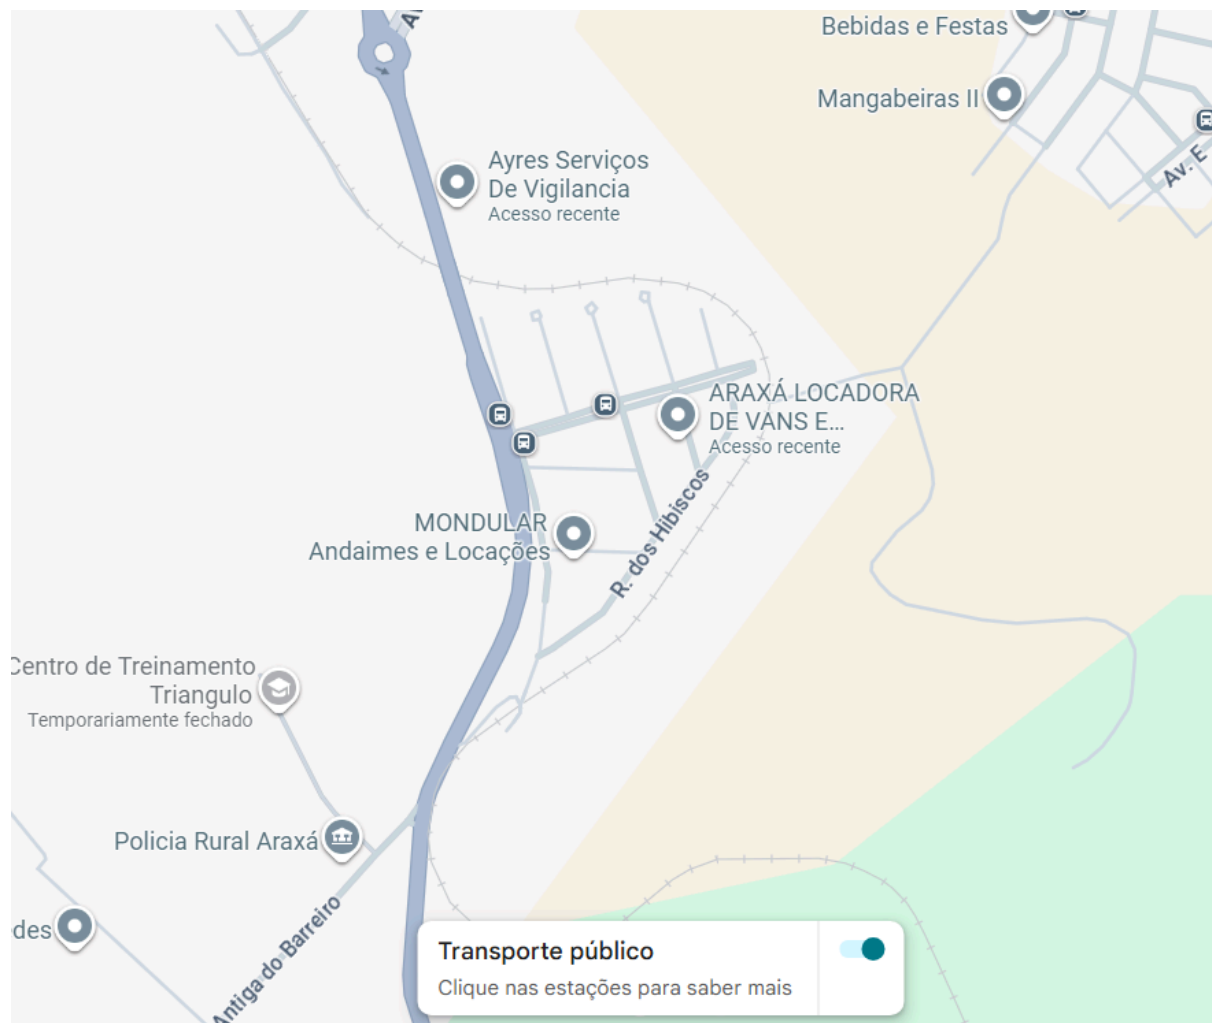 Bebidas e Festas
Mangabeiras II
Av. E
Ayres Serviços
De Vigilancia
Acesso recente
ARAXÁ LOCADORA
DE VANS E...
Acesso recente
R. dos Hibiscos
MONDULAR
Andaimes e Locações
Centro de Treinamento
Triangulo
Temporariamente fechado
Policia Rural Araxá
des
Antiga do Barreiro
Transporte público
Clique nas estações para saber mais